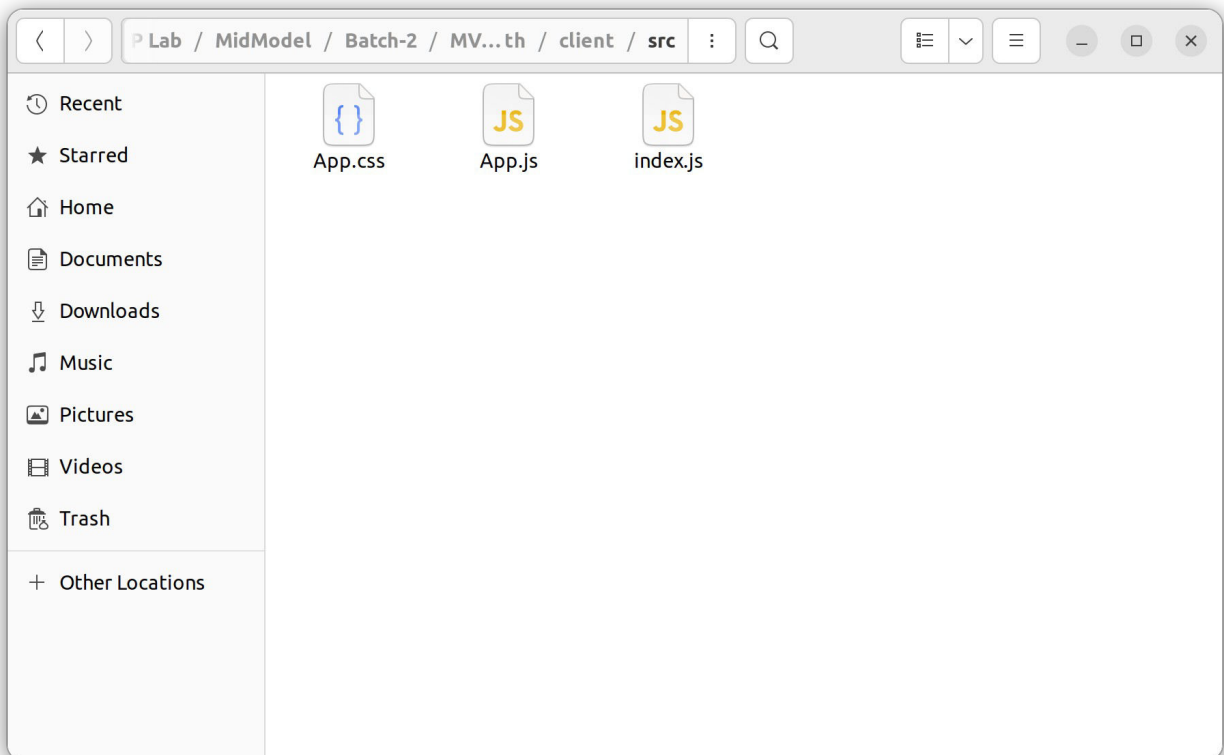 P Lab / MidModel / Batch-2 / MV...th / client / src
Recent
Starred
Home
Documents
Downloads
Music
Pictures
Videos
Trash
+ Other Locations
{ }
JS
JS
App.css
App.js
index.js